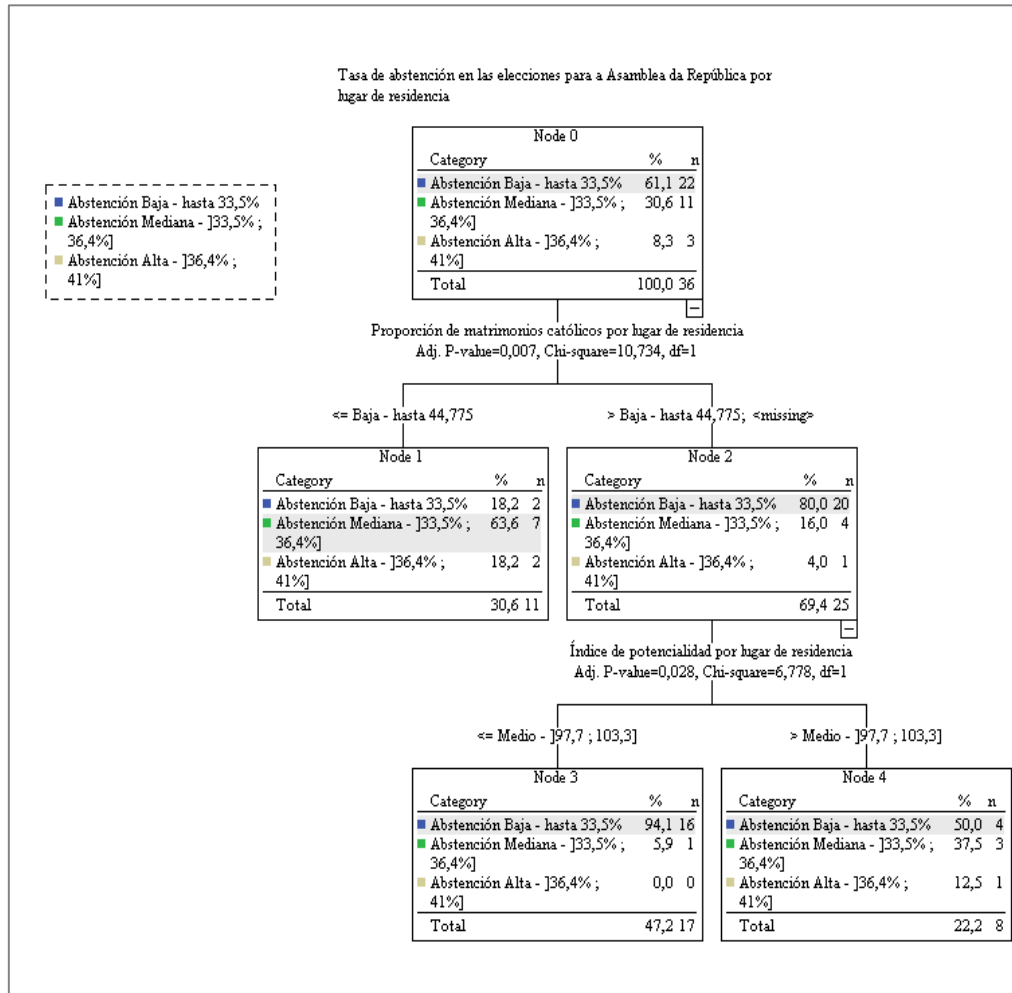 Tasa de abstención en las elecciones para a Asamblea da República por
lugar de residencia
Node 0
Category % n
Abstención Baja - hasta 33,5% 61,1 22
Abstención Mediana - ]33,5% ; 30,6 11
36,4%]
Abstención Alta - ]36,4% ; 8,3 3
41%]
Total 100,0 36
Abstención Baja - hasta 33,5%
Abstención Mediana - ]33,5% ;
36,4%]
Abstención Alta - ]36,4% ;
41%]
Proporción de matrimonios católicos por lugar de residencia
Adj. P-value=0,007, Chi-square=10,734, df=1
<= Baja - hasta 44,775
> Baja - hasta 44,775; <missing>
Node 1
Category % n
Abstención Baja - hasta 33,5% 18,2 2
Abstención Mediana - ]33,5% ; 63,6 7
36,4%]
Abstención Alta - ]36,4% ; 18,2 2
41%]
Total 30,6 11
Node 2
Category % n
Abstención Baja - hasta 33,5% 80,0 20
Abstención Mediana - ]33,5% ; 16,0 4
36,4%]
Abstención Alta - ]36,4% ; 4,0 1
41%]
Total 69,4 25
Índice de potencialidad por lugar de residencia
Adj. P-value=0,028, Chi-square=6,778, df=1
<= Medio - ]97,7 ; 103,3]
> Medio - ]97,7 ; 103,3]
Node 3
Category % n
Abstención Baja - hasta 33,5% 94,1 16
Abstención Mediana - ]33,5% ; 5,9 1
36,4%]
Abstención Alta - ]36,4% ; 0,0 0
41%]
Total 47,2 17
Node 4
Category % n
Abstención Baja - hasta 33,5% 50,0 4
Abstención Mediana - ]33,5% ; 37,5 3
36,4%]
Abstención Alta - ]36,4% ; 12,5 1
41%]
Total 22,2 8